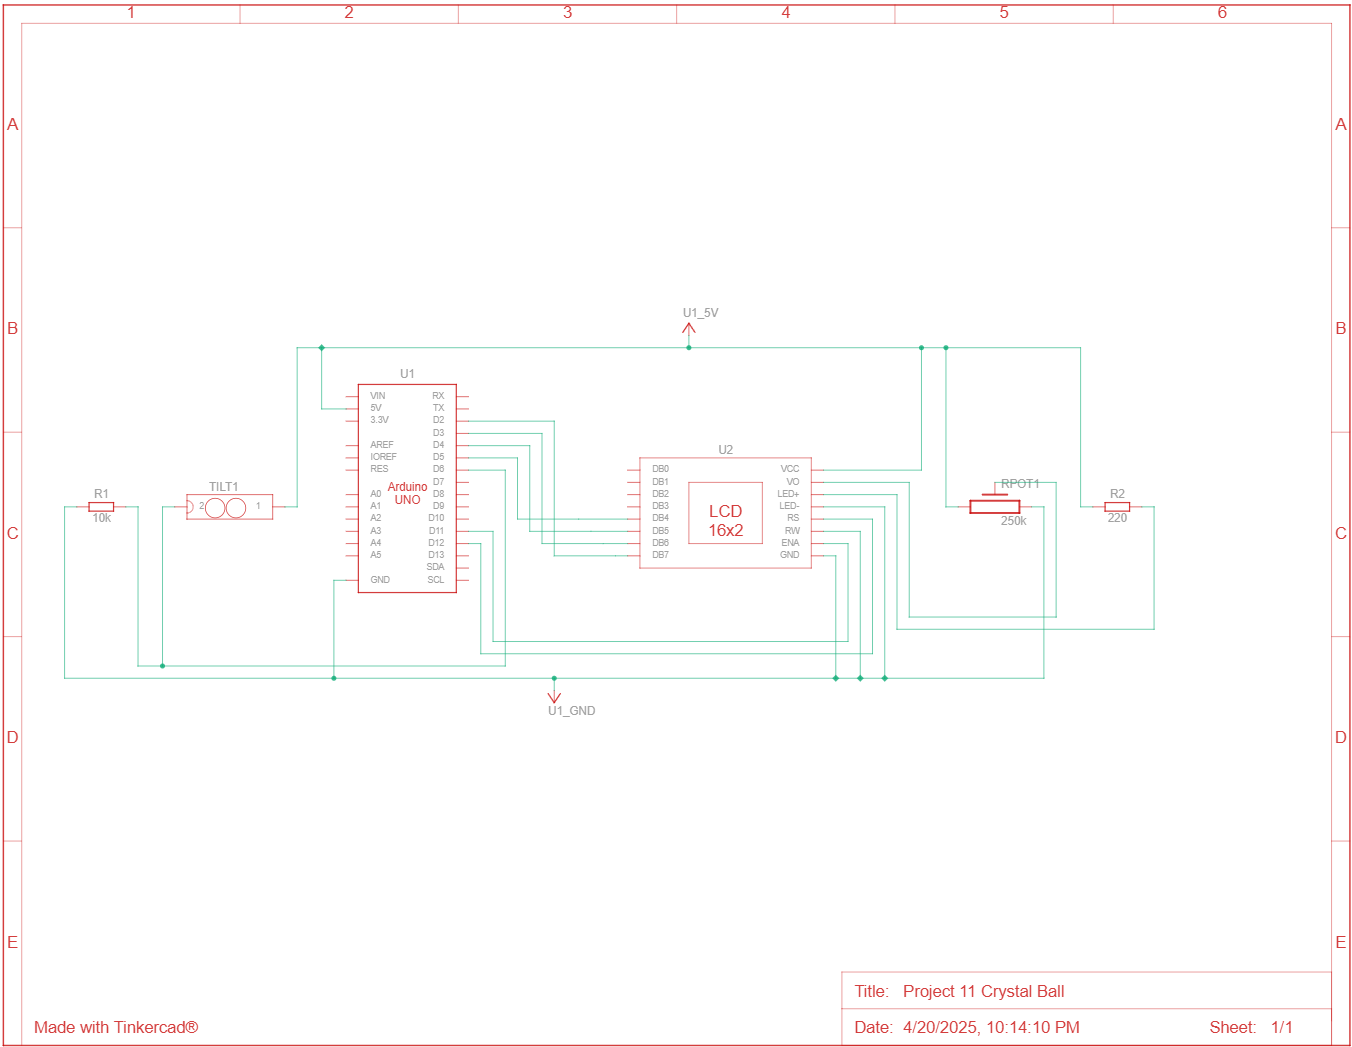 1 2 3 4 5 6
A A
B B
C C
D D
E E
U1_5V
U1
VIN RX
5V TX
3.3V D2
D3
AREF D4
IOREF D5
RES D6
D7
Arduino
UNO
A0 D8
A1 D9
A2 D10
A3 D11
A4 D12
A5 D13
SDA
GND SCL
R1
10k
TILT1
2 1
U2
DB0 VCC
DB1 VO
DB2 LED+
DB3 LED-
DB4 RS
DB5 RW
DB6 ENA
DB7 GND
LCD
16x2
RPOT1
250k
R2
220
U1_GND
Title: Project 11 Crystal Ball
Made with Tinkercad®
Date: 4/20/2025, 10:14:10 PM Sheet: 1/1